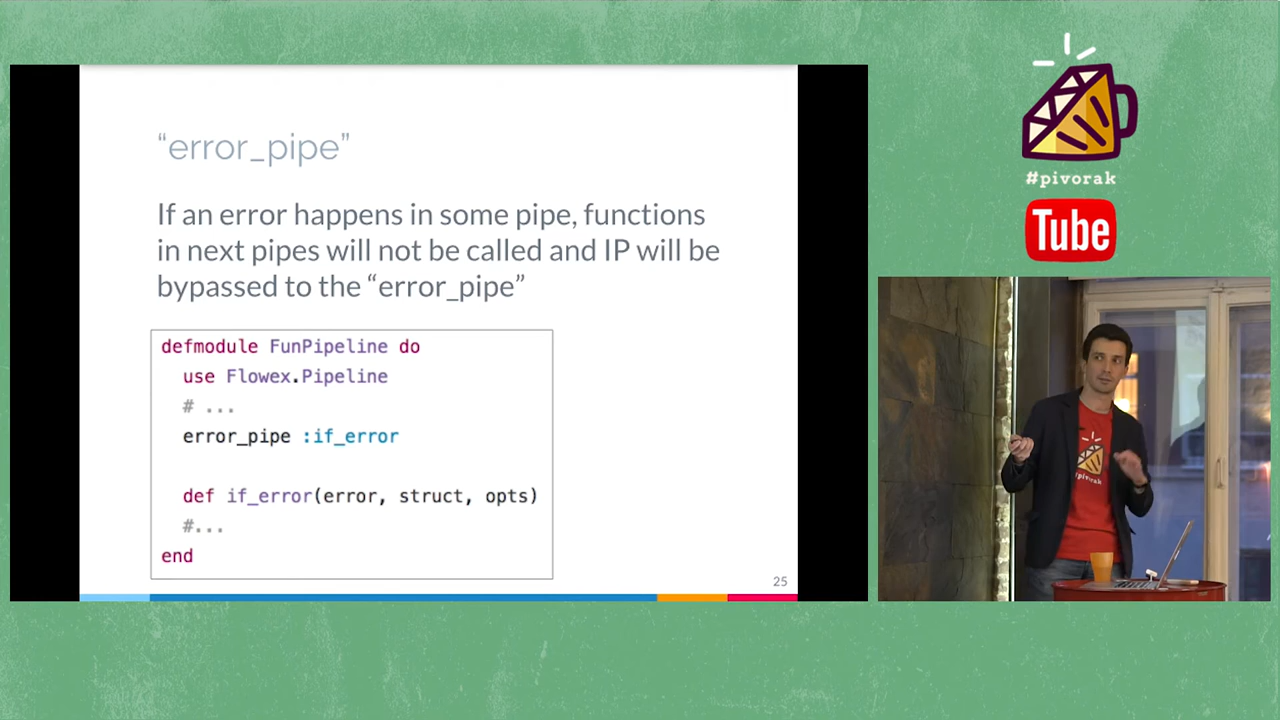 “error_pipe”
If an error happens in some pipe, functions
in next pipes will not be called and IP will be
bypassed to the “error_pipe”
defmodule FunPipeline do
use Flowex.Pipeline
# ...
error_pipe :if_error
def if_error(error, struct, opts)
#...
end
25
#pivorak
Tube
#pivorak